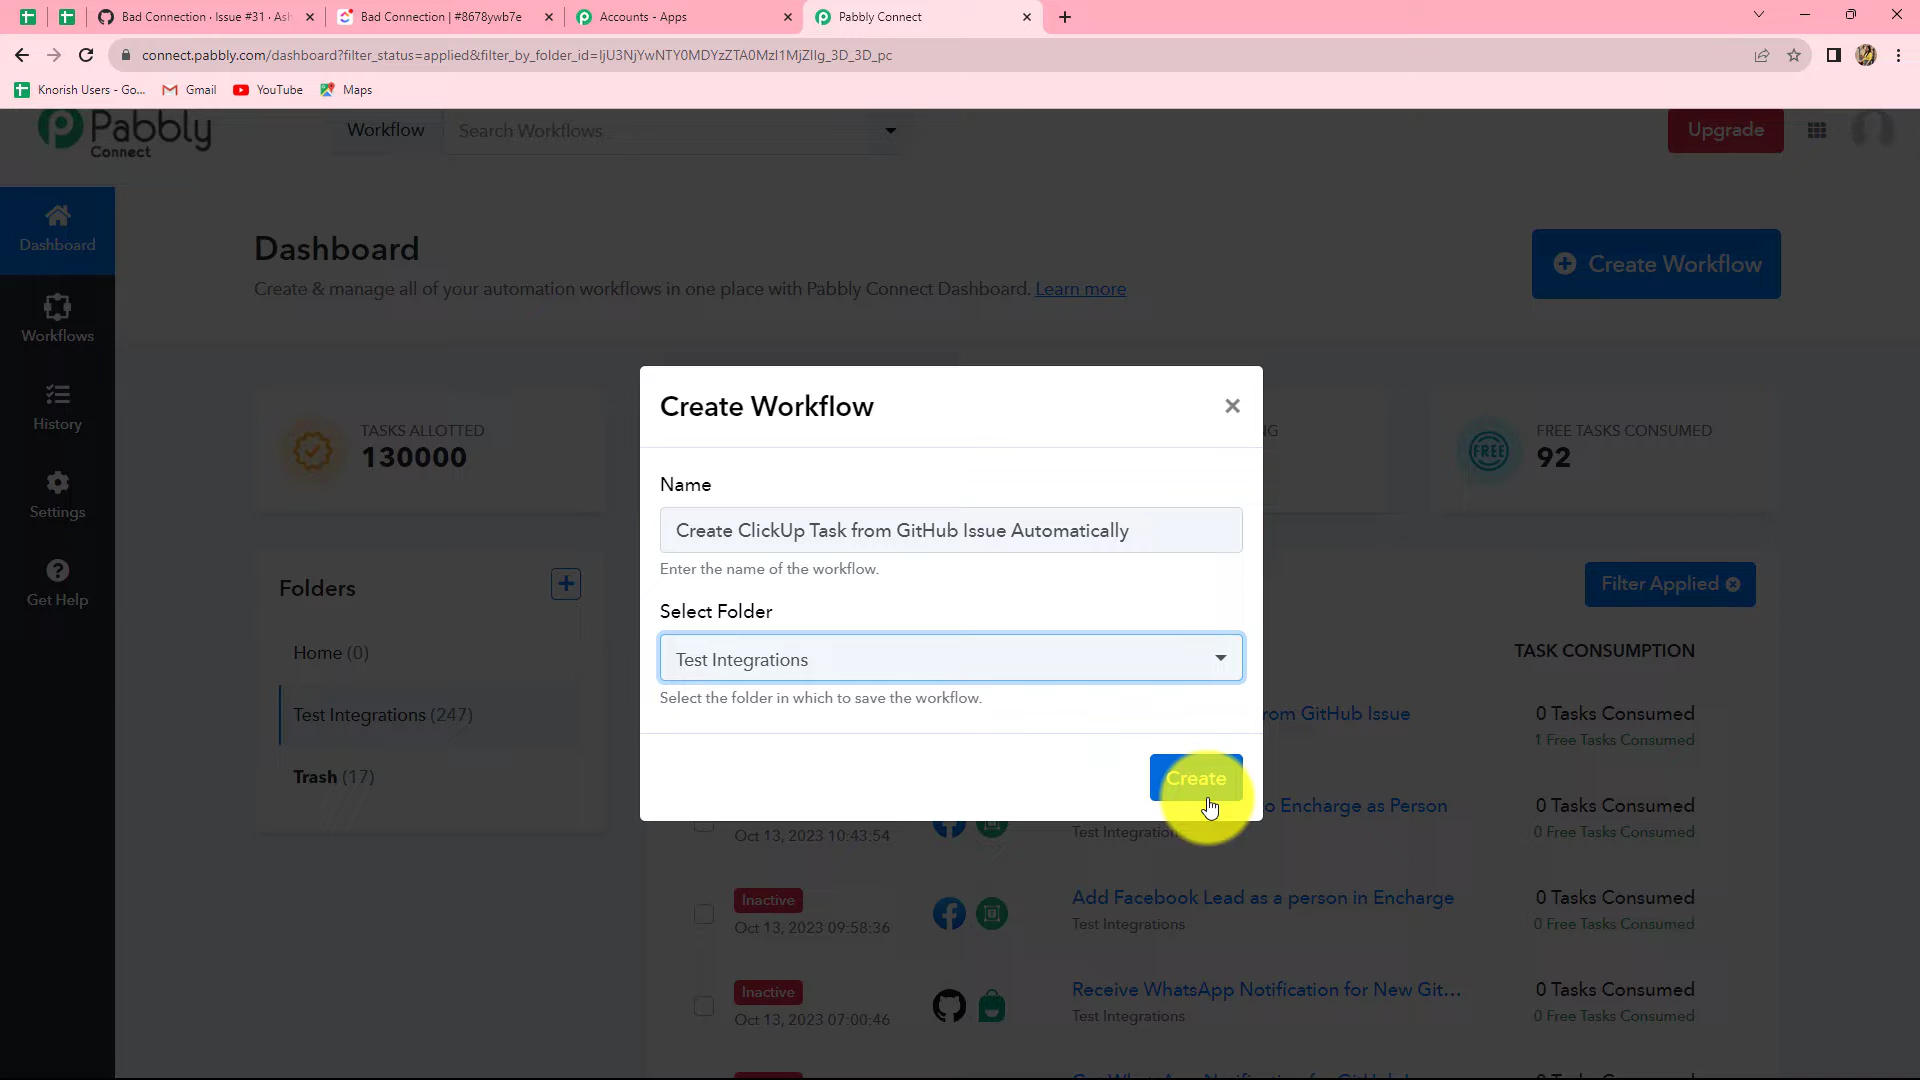 Bad Connection · Issue #31 · Ash
Bad Connection | #8678ywb7e
Accounts - Apps
Pabbly Connect
connect.pabbly.com/dashboard?filter_status=applied&filter_by_folder_id=IjU3NjYwNTY0MDYzZTA0MzI1MjZlIg_3D_3D_pc
Knorish Users - Go... Gmail YouTube Maps
Pabbly
Connect
Workflow Search Workflows
Upgrade
Dashboard
Workflows
History
Settings
Get Help
Dashboard
Create & manage all of your automation workflows in one place with Pabbly Connect Dashboard. Learn more
Create Workflow
TASKS ALLOTTED
130000
FREE TASKS CONSUMED
FREE 92
Folders
Home (0)
Test Integrations (247)
Trash (17)
Create Workflow
Name
Create ClickUp Task from GitHub Issue Automatically
Enter the name of the workflow.
Select Folder
Test Integrations
Select the folder in which to save the workflow.
Create
Filter Applied
TASK CONSUMPTION
from GitHub Issue 0 Tasks Consumed
1 Free Tasks Consumed
to Encharge as Person 0 Tasks Consumed
Oct 13, 2023 10:43:54 Test Integrations 0 Free Tasks Consumed
Inactive Add Facebook Lead as a person in Encharge 0 Tasks Consumed
Oct 13, 2023 09:58:36 Test Integrations 0 Free Tasks Consumed
Inactive Receive WhatsApp Notification for New Git... 0 Tasks Consumed
Oct 13, 2023 07:00:46 Test Integrations 0 Free Tasks Consumed